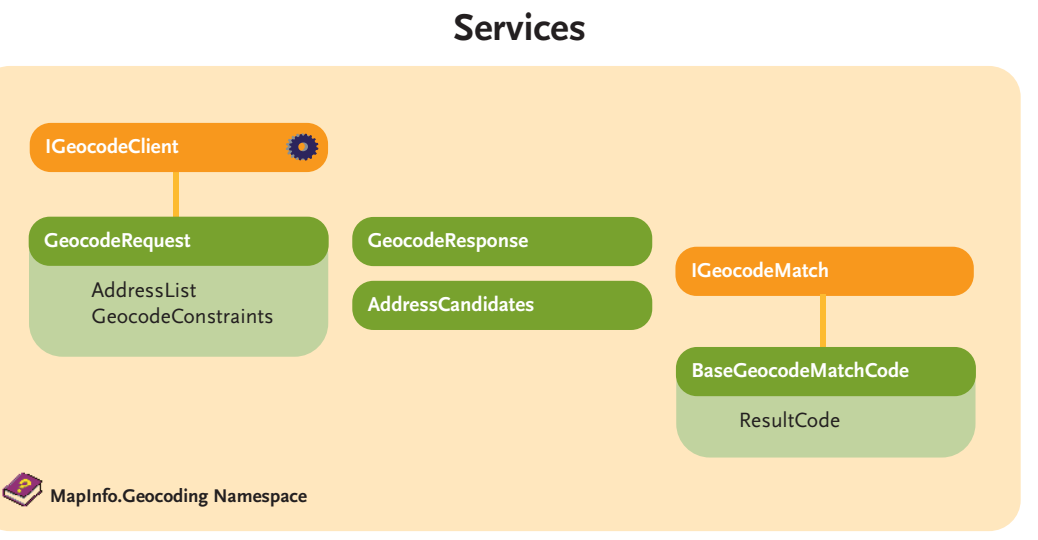 Services
IGeocodeClient
GeocodeRequest
AddressList
GeocodeConstraints
GeocodeResponse
AddressCandidates
IGeocodeMatch
BaseGeocodeMatchCode
ResultCode
?
MapInfo.Geocoding Namespace